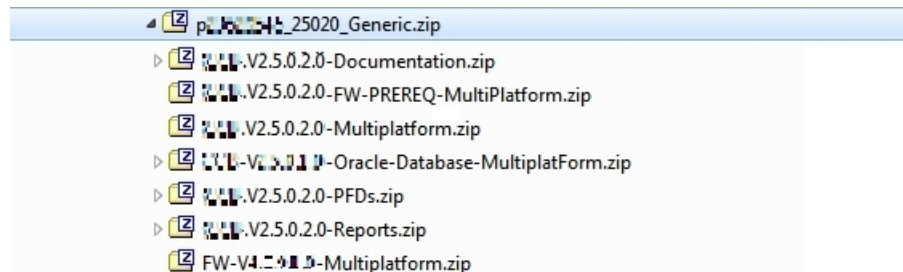 _25020_Generic.zip
.V2.5.0.2.0-Documentation.zip
.V2.5.0.2.0-FW-PREREQ-MultiPlatform.zip
.V2.5.0.2.0-Multiplatform.zip
-Oracle-Database-MultiplatForm.zip
.V2.5.0.2.0-PFDs.zip
.V2.5.0.2.0-Reports.zip
-Multiplatform.zip